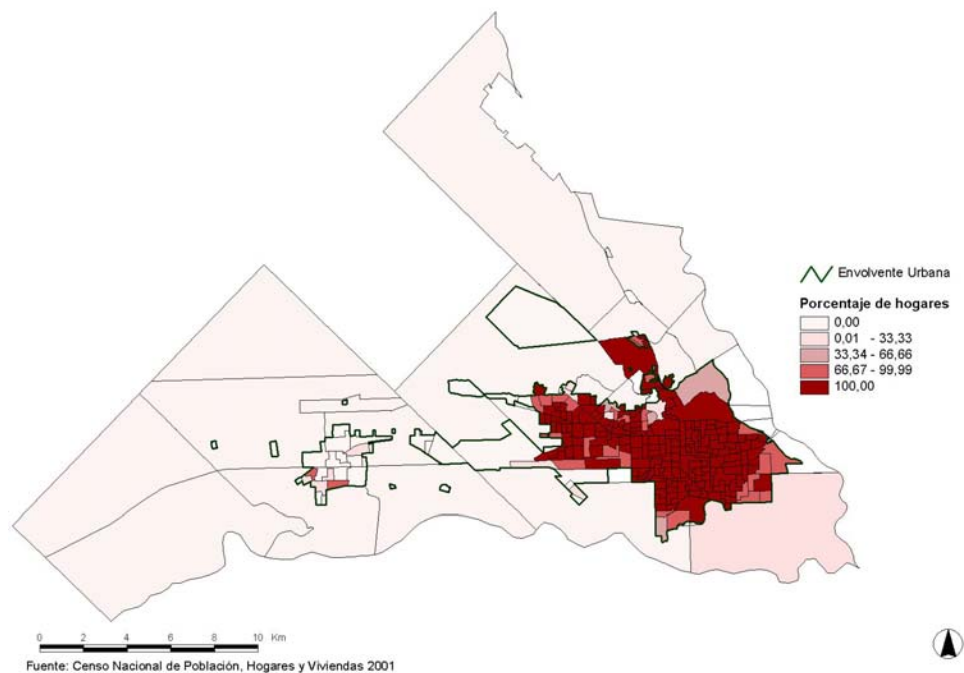 Envolvente Urbana
Porcentaje de hogares
0,00
0,01 - 33,33
33,34 - 66,66
66,67 - 99,99
100,00
0 2 4 6 8 10 Km
Fuente: Censo Nacional de Población, Hogares y Viviendas 2001